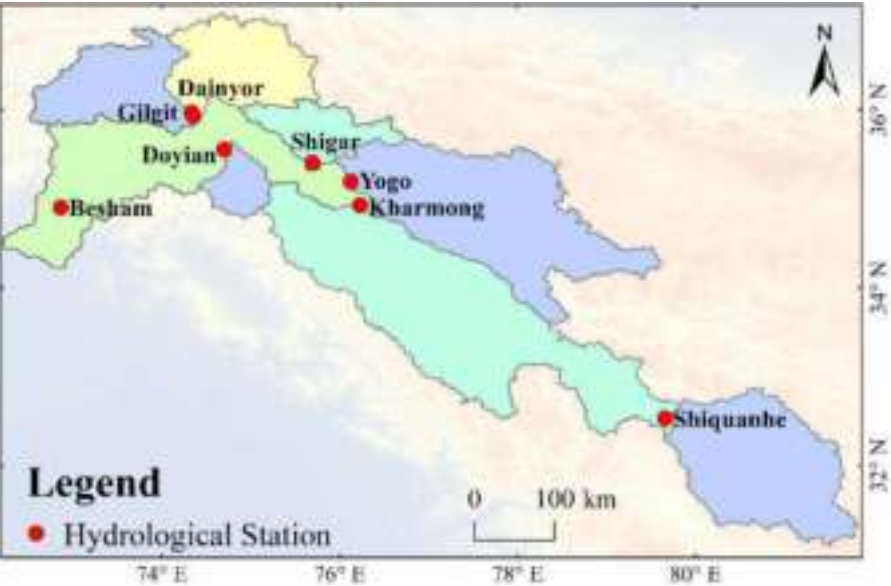 N
Dainyor
Gilgit
Shigar
Doyian
Yogo
Besham
Kharmong
Shiquanhe
36° N
34° N
32° N
Legend
0 100 km
Hydrological Station
74° E 76° E 78° E 80° E